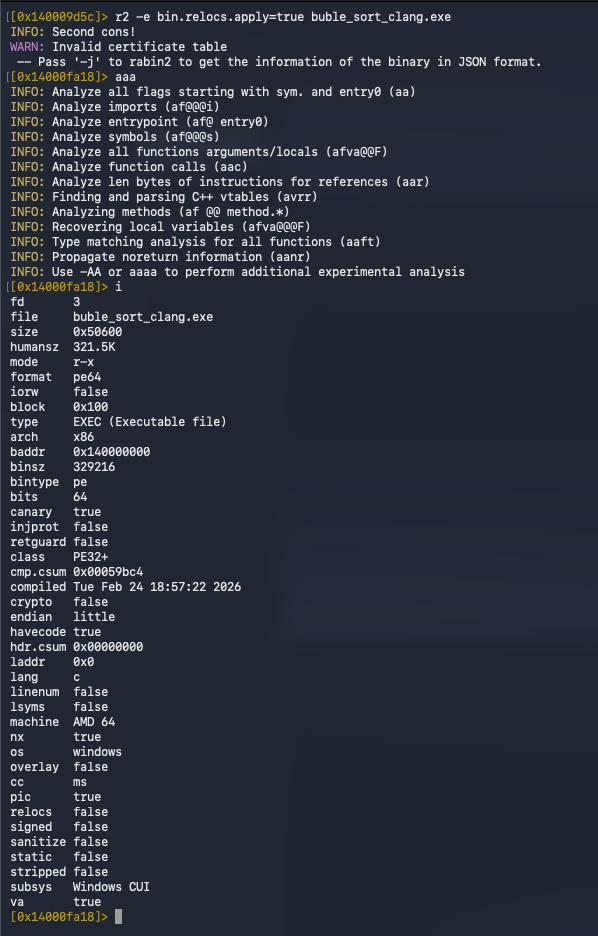 [[0x140009d5c]> r2 -e bin.relocs.apply=true buble_sort_clang.exe
INFO: Second cons!
WARN: Invalid certificate table
 -- Pass '-j' to rabin2 to get the information of the binary in JSON format.
[[0x14000fa18]> aaa
INFO: Analyze all flags starting with sym. and entry0 (aa)
INFO: Analyze imports (af@@@i)
INFO: Analyze entrypoint (af@ entry0)
INFO: Analyze symbols (af@@@s)
INFO: Analyze all functions arguments/locals (afva@@F)
INFO: Analyze function calls (aac)
INFO: Analyze len bytes of instructions for references (aar)
INFO: Finding and parsing C++ vtables (avrr)
INFO: Analyzing methods (af @@ method.*)
INFO: Recovering local variables (afva@@@F)
INFO: Type matching analysis for all functions (aaft)
INFO: Propagate noreturn information (aanr)
INFO: Use -AA or aaaa to perform additional experimental analysis
[[0x14000fa18]> i
fd       3
file     buble_sort_clang.exe
size     0x50600
humansz  321.5K
mode     r-x
format   pe64
iorw     false
block    0x100
type     EXEC (Executable file)
arch     x86
baddr    0x140000000
binsz    329216
bintype  pe
bits     64
canary   true
injprot  false
retguard false
class    PE32+
cmp.csum 0x00059bc4
compiled Tue Feb 24 18:57:22 2026
crypto   false
endian   little
havecode true
hdr.csum 0x00000000
laddr    0x0
lang     c
linenum  false
lsyms    false
machine  AMD 64
nx       true
os       windows
overlay  false
cc       ms
pic      true
relocs   false
signed   false
sanitize false
static   false
stripped false
subsys   Windows CUI
va       true
[0x14000fa18]>